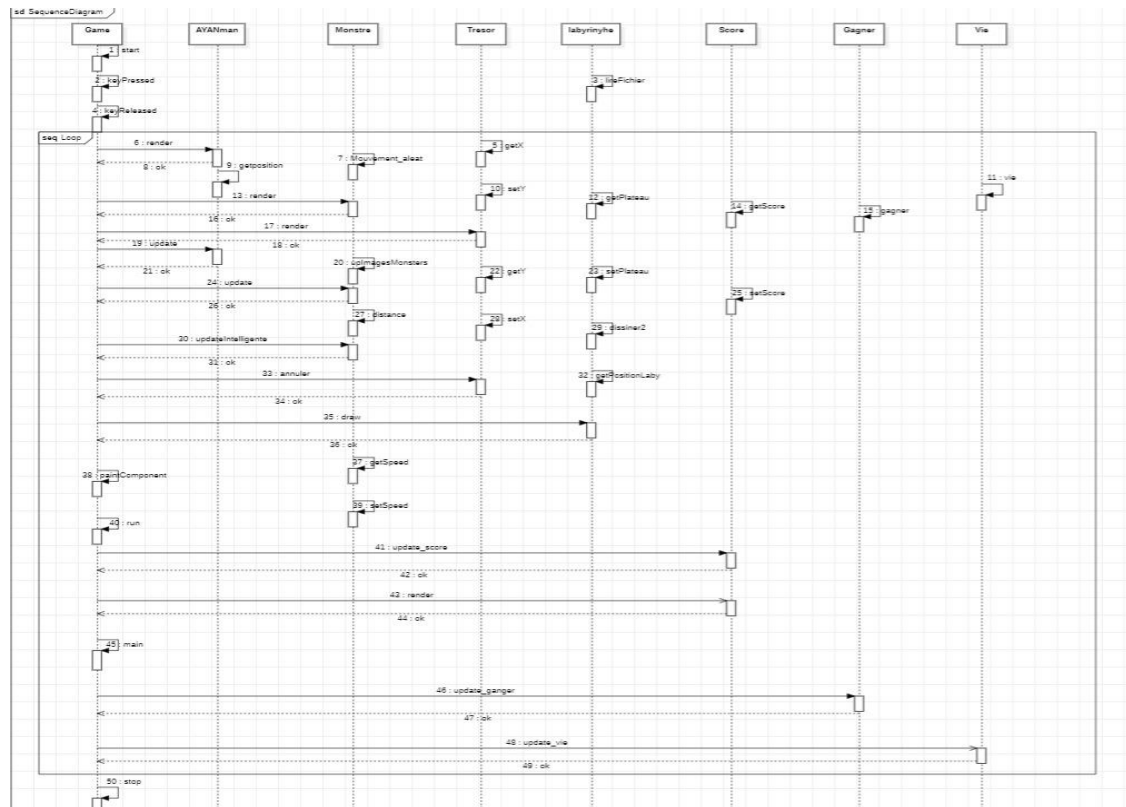 sd SequenceDiagram
Game
AYANman
Monstre
Tresor
labyrinyhe
Score
Gagner
Vie
1 : start
2 : keyPressed
3 : lireFichier
4 : keyReleased
seq Loop
5 : getX
6 : render
7 : Mouvement_aleat
8 : ok
9 : getposition
10 : setY
11 : vie
12 : getPlateau
13 : render
14 : getScore
15 : gagner
16 : ok
17 : render
18 : ok
19 : update
20 : upImagesMonsters
21 : ok
22 : getY
23 : setPlateau
24 : update
25 : setScore
26 : ok
27 : distance
28 : setX
29 : dissiner2
30 : updateIntelligente
31 : ok
32 : getPositionLaby
33 : annuler
34 : ok
35 : draw
36 : ok
37 : getSpeed
38 : paintComponent
39 : setSpeed
40 : run
41 : update_score
42 : ok
43 : render
44 : ok
45 : main
46 : update_ganger
47 : ok
48 : update_vie
49 : ok
50 : stop